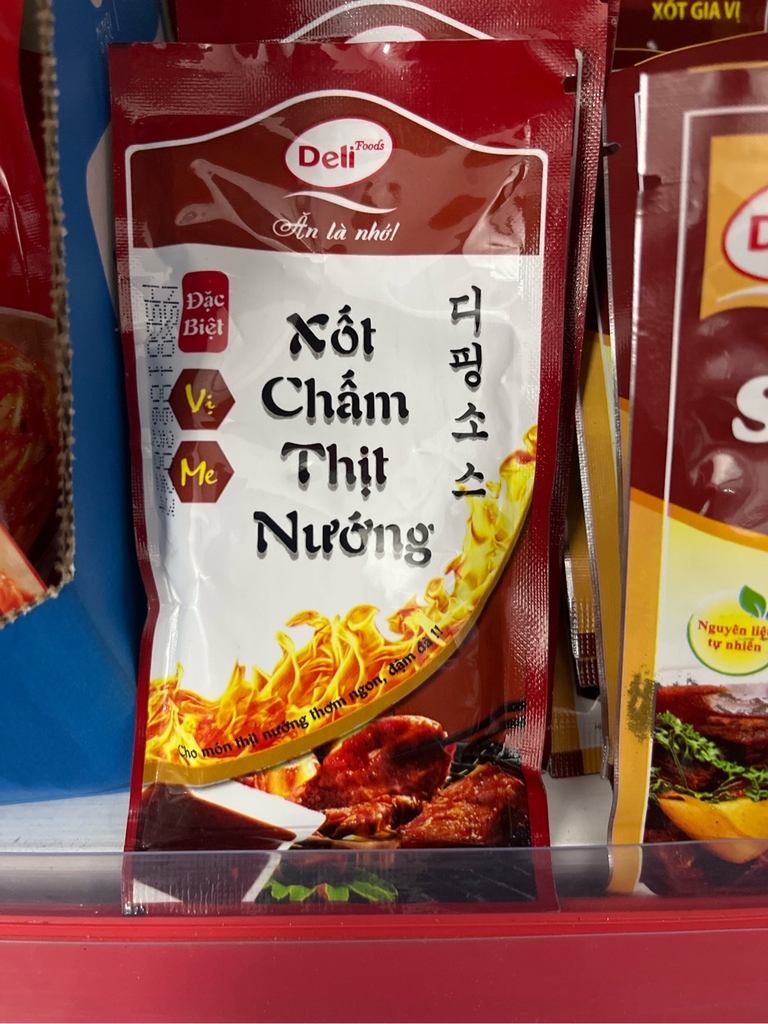 XỐT GIA VỊ
Deli Foods
Ăn là nhớ!
Đặc
Biệt
Vị
Me
Xốt
Chấm
Thịt
Nướng
디핑소스
Cho món thịt nướng thơm ngon, đậm đà !!
D
S
Nguyên liệu
tự nhiên